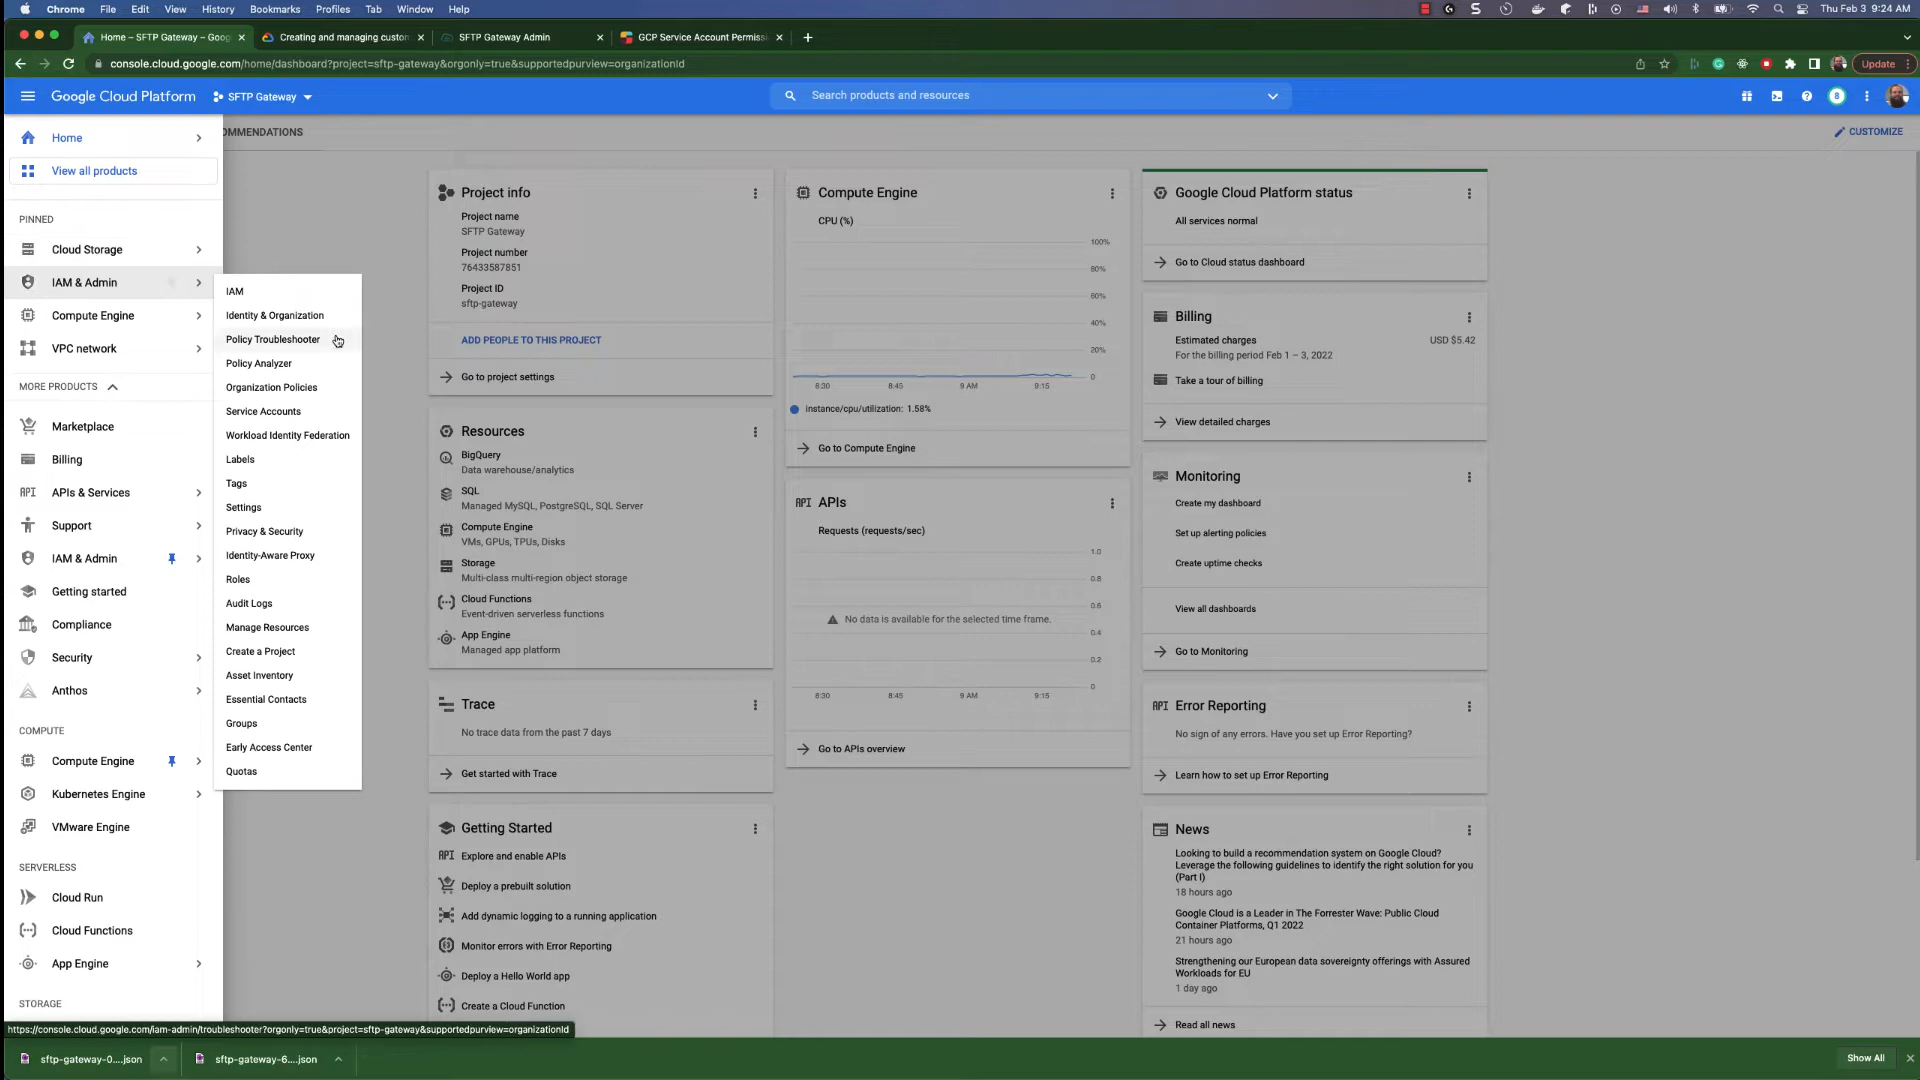 Chrome File Edit View History Bookmarks Profiles Tab Window Help
Thu Feb 3 9:24 AM
Home – SFTP Gateway – Goog
Creating and managing custom
SFTP Gateway Admin
GCP Service Account Permissi
console.cloud.google.com/home/dashboard?project=sftp-gateway&orgonly=true&supportedpurview=organizationId
Update
Google Cloud Platform
SFTP Gateway
Search products and resources
8
Home
OMMENDATIONS
CUSTOMIZE
View all products
PINNED
Cloud Storage
IAM & Admin
Compute Engine
VPC network
MORE PRODUCTS
Marketplace
Billing
API APIs & Services
Support
IAM & Admin
Getting started
Compliance
Security
Anthos
COMPUTE
Compute Engine
Kubernetes Engine
VMware Engine
SERVERLESS
Cloud Run
Cloud Functions
App Engine
STORAGE
IAM
Identity & Organization
Policy Troubleshooter
Policy Analyzer
Organization Policies
Service Accounts
Workload Identity Federation
Labels
Tags
Settings
Privacy & Security
Identity-Aware Proxy
Roles
Audit Logs
Manage Resources
Create a Project
Asset Inventory
Essential Contacts
Groups
Early Access Center
Quotas
Project info
Project name
SFTP Gateway
Project number
76433587851
Project ID
sftp-gateway
ADD PEOPLE TO THIS PROJECT
Go to project settings
Resources
BigQuery
Data warehouse/analytics
SQL
Managed MySQL, PostgreSQL, SQL Server
Compute Engine
VMs, GPUs, TPUs, Disks
Storage
Multi-class multi-region object storage
Cloud Functions
Event-driven serverless functions
App Engine
Managed app platform
Trace
No trace data from the past 7 days
Get started with Trace
Getting Started
API Explore and enable APIs
Deploy a prebuilt solution
Add dynamic logging to a running application
Monitor errors with Error Reporting
Deploy a Hello World app
Create a Cloud Function
Compute Engine
CPU (%)
100%
80%
60%
40%
20%
0
8:30 8:45 9 AM 9:15
instance/cpu/utilization: 1.58%
Go to Compute Engine
API APIs
Requests (requests/sec)
1.0
0.8
0.6
No data is available for the selected time frame.
0.4
0.2
0
8:30 8:45 9 AM 9:15
Go to APIs overview
Google Cloud Platform status
All services normal
Go to Cloud status dashboard
Billing
Estimated charges USD $5.42
For the billing period Feb 1 – 3, 2022
Take a tour of billing
View detailed charges
Monitoring
Create my dashboard
Set up alerting policies
Create uptime checks
View all dashboards
Go to Monitoring
API Error Reporting
No sign of any errors. Have you set up Error Reporting?
Learn how to set up Error Reporting
News
Looking to build a recommendation system on Google Cloud?
Leverage the following guidelines to identify the right solution for you
(Part I)
18 hours ago
Google Cloud is a Leader in The Forrester Wave: Public Cloud
Container Platforms, Q1 2022
21 hours ago
Strengthening our European data sovereignty offerings with Assured
Workloads for EU
1 day ago
Read all news
https://console.cloud.google.com/iam-admin/troubleshooter?orgonly=true&project=sftp-gateway&supportedpurview=organizationId
sftp-gateway-0....json
sftp-gateway-6....json
Show All